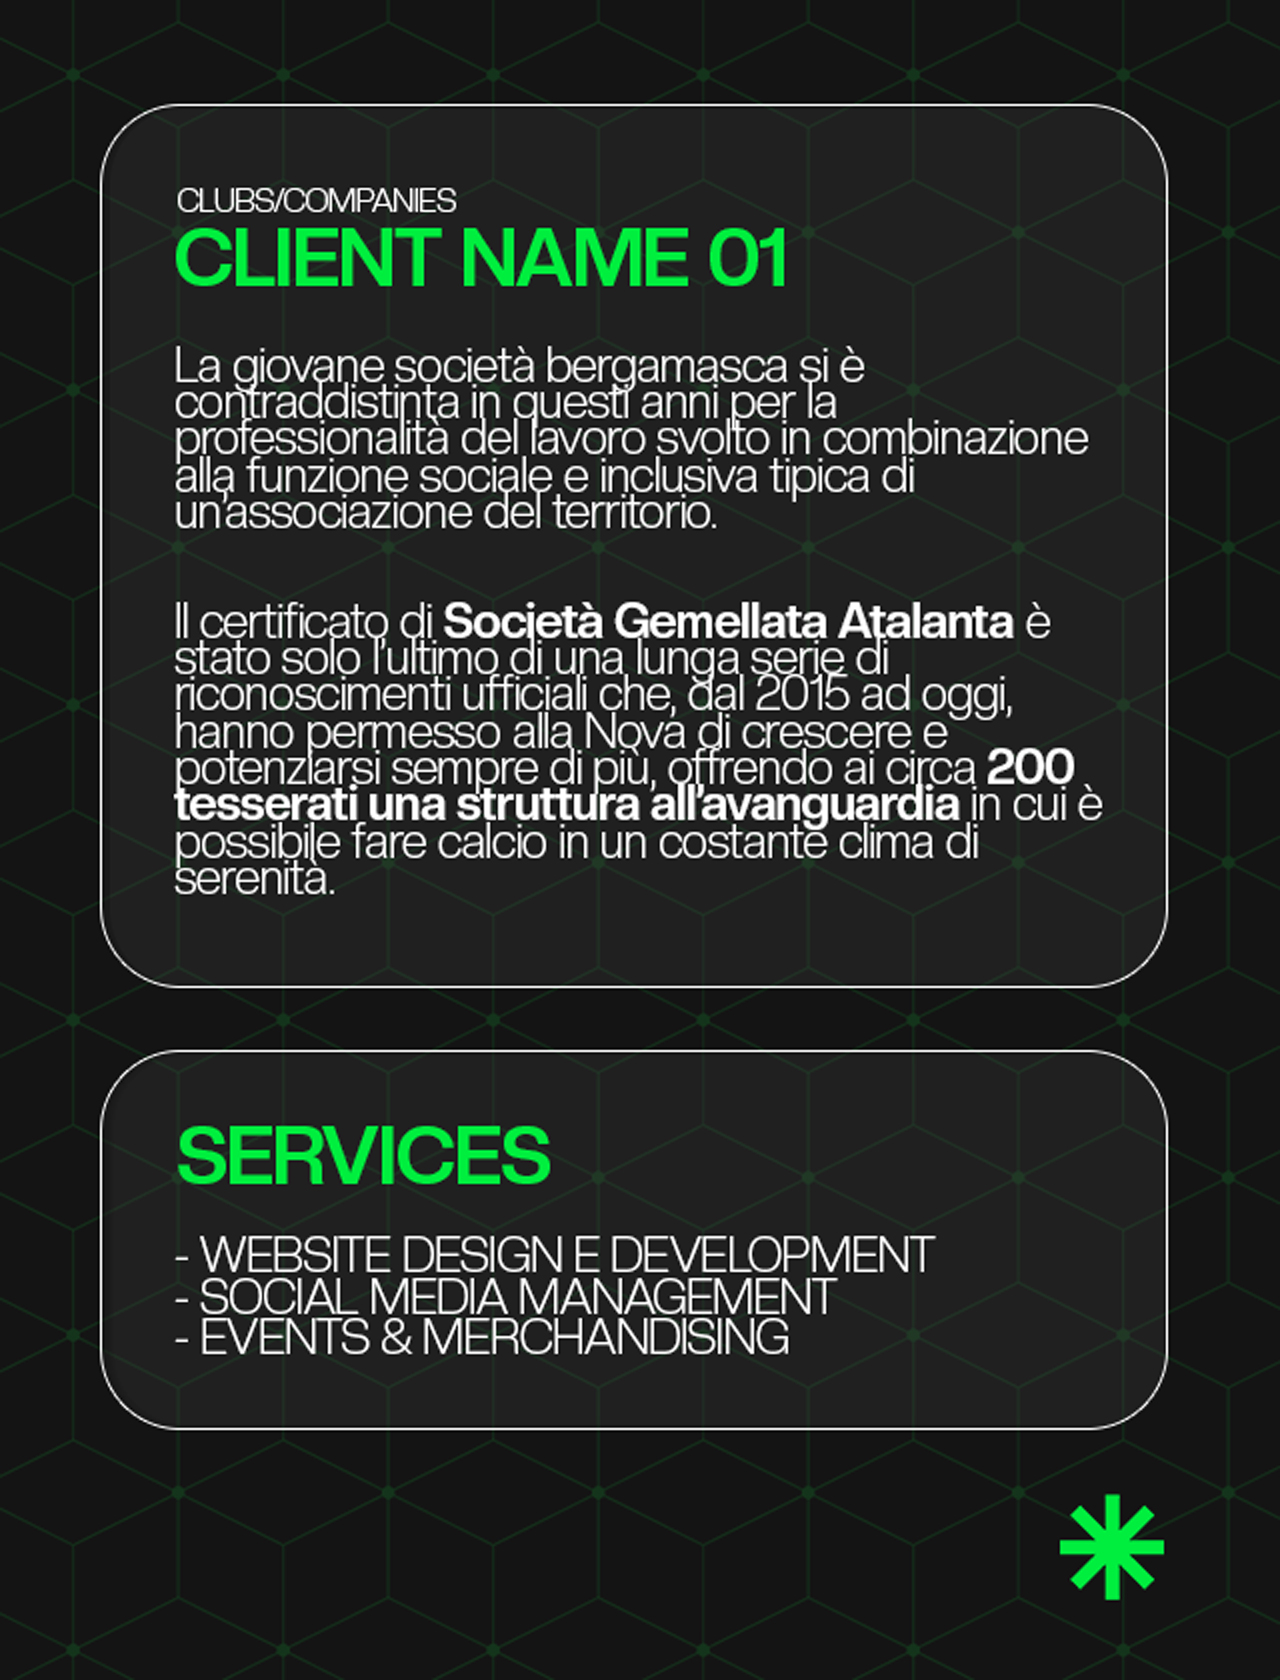 CLUBS/COMPANIES
CLIENT NAME 01
La giovane società bergamasca si è
contraddistinta in questi anni per la
professionalità del lavoro svolto in combinazione
alla funzione sociale e inclusiva tipica di
un'associazione del territorio.
Il certificato di Società Gemellata Atalanta è
stato solo l'ultimo di una lunga serie di
riconoscimenti ufficiali che, dal 2015 ad oggi,
hanno permesso alla Nova di crescere e
potenziarsi sempre di più, offrendo ai circa 200
tesserati una struttura all'avanguardia in cui è
possibile fare calcio in un costante clima di
serenità.
SERVICES
- WEBSITE DESIGN E DEVELOPMENT
- SOCIAL MEDIA MANAGEMENT
- EVENTS & MERCHANDISING